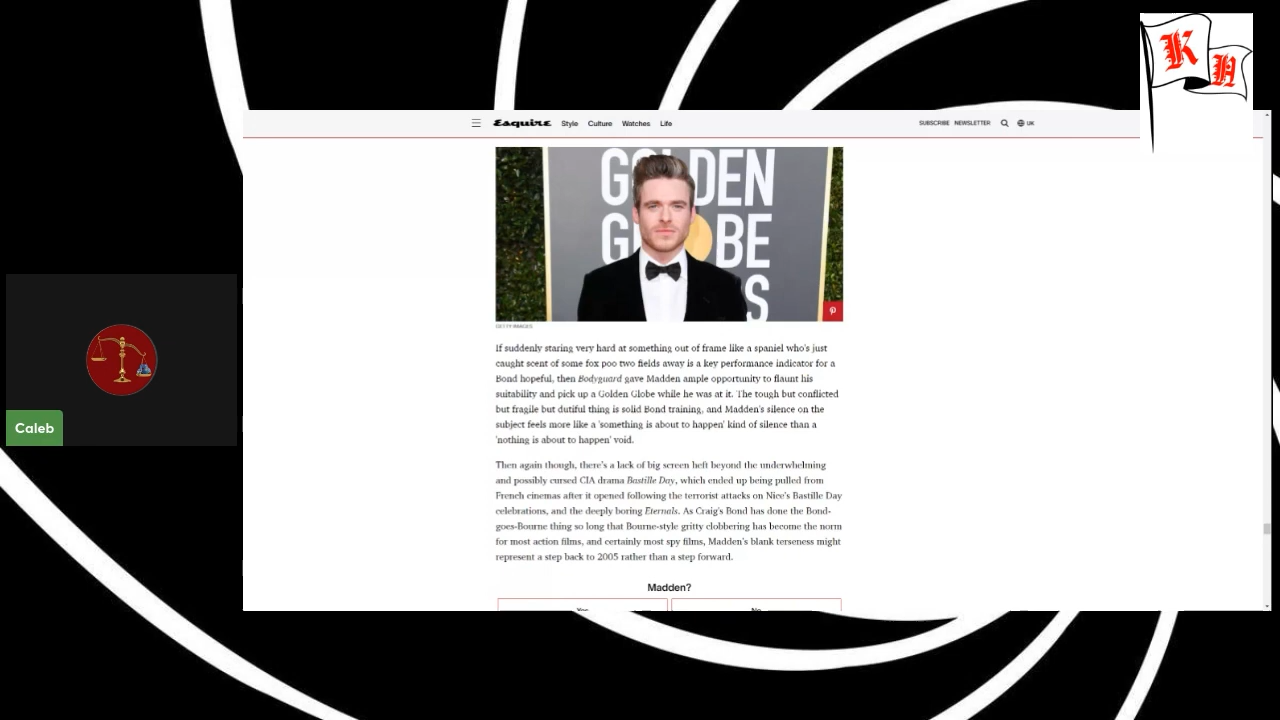 K H
Esquire Style Culture Watches Life SUBSCRIBE NEWSLETTER UK
GOLDEN
GL BE
S
GETTY IMAGES
If suddenly staring very hard at something out of frame like a spaniel who's just
caught scent of some fox poo two fields away is a key performance indicator for a
Bond hopeful, then Bodyguard gave Madden ample opportunity to flaunt his
suitability and pick up a Golden Globe while he was at it. The tough but conflicted
but fragile but dutiful thing is solid Bond training, and Madden's silence on the
subject feels more like a 'something is about to happen' kind of silence than a
'nothing is about to happen' void.
Then again though, there's a lack of big screen heft beyond the underwhelming
and possibly cursed CIA drama Bastille Day, which ended up being pulled from
French cinemas after it opened following the terrorist attacks on Nice's Bastille Day
celebrations, and the deeply boring Eternals. As Craig's Bond has done the Bond-
goes-Bourne thing so long that Bourne-style gritty clobbering has become the norm
for most action films, and certainly most spy films, Madden's blank terseness might
represent a step back to 2005 rather than a step forward.
Madden?
Yes No
Caleb